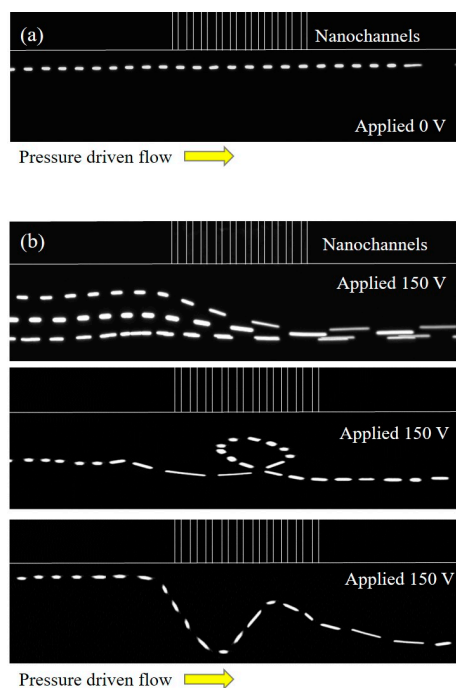 (a)
Nanochannels
Applied 0 V
Pressure driven flow
(b)
Nanochannels
Applied 150 V
Applied 150 V
Applied 150 V
Pressure driven flow